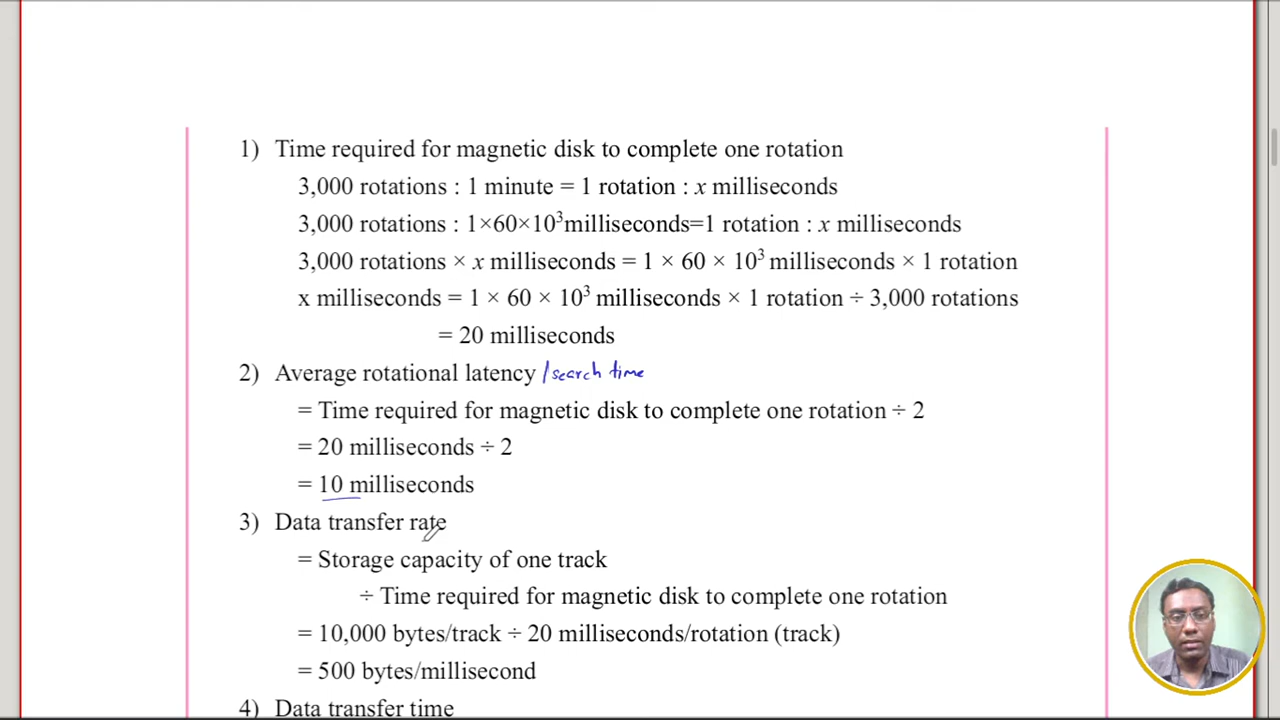 1) Time required for magnetic disk to complete one rotation
3,000 rotations : 1 minute = 1 rotation : x milliseconds
3,000 rotations : 1×60×10³milliseconds=1 rotation : x milliseconds
3,000 rotations × x milliseconds = 1 × 60 × 10³ milliseconds × 1 rotation
x milliseconds = 1 × 60 × 10³ milliseconds × 1 rotation ÷ 3,000 rotations
= 20 milliseconds
2) Average rotational latency /search time
= Time required for magnetic disk to complete one rotation ÷ 2
= 20 milliseconds ÷ 2
= 10 milliseconds
3) Data transfer rate
= Storage capacity of one track
÷ Time required for magnetic disk to complete one rotation
= 10,000 bytes/track ÷ 20 milliseconds/rotation (track)
= 500 bytes/millisecond
4) Data transfer time